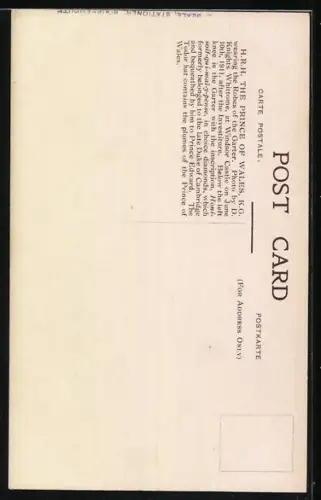 CARTE POSTALE.
POST CARD
POSTKARTE
(FOR ADDRESS ONLY)
H.R.H. THE PRINCE OF WALES, K.G.
wearing the Robes of the Garter. Photo by D.
Knights Whittome, at Windsor Castle on June
10th, 1911, after the Investiture. Below the left
knee is the Garter with the inscription, Honi-
soit-qui-mal-y-pense, in choice diamonds, which
formerly belonged to the late Duke of Cambridge
and bequeathed by him to Prince Edward. The
Tudor hat contains the plumes of the Prince of
Wales.